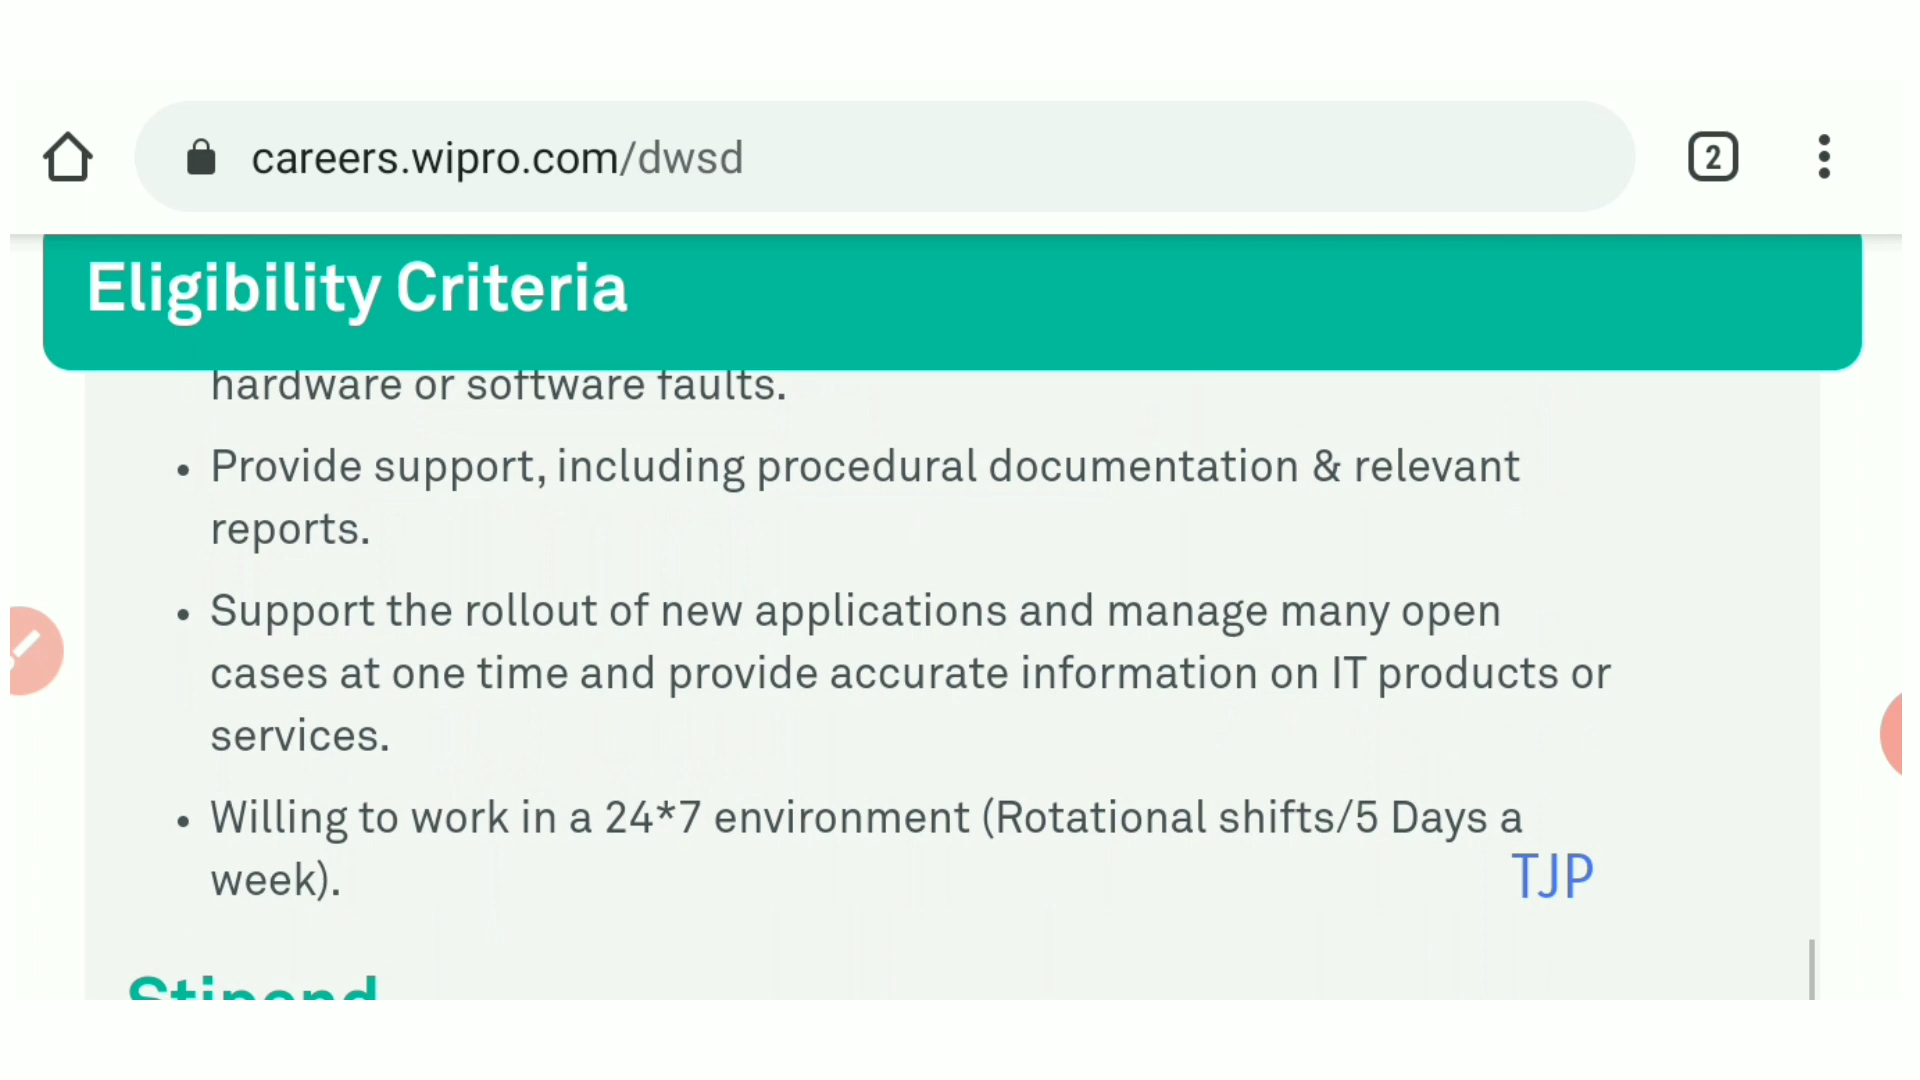 careers.wipro.com/dwsd
2
Eligibility Criteria
hardware or software faults.
• Provide support, including procedural documentation & relevant
reports.
• Support the rollout of new applications and manage many open
cases at one time and provide accurate information on IT products or
services.
• Willing to work in a 24*7 environment (Rotational shifts/5 Days a
week).
TJP
Stipend